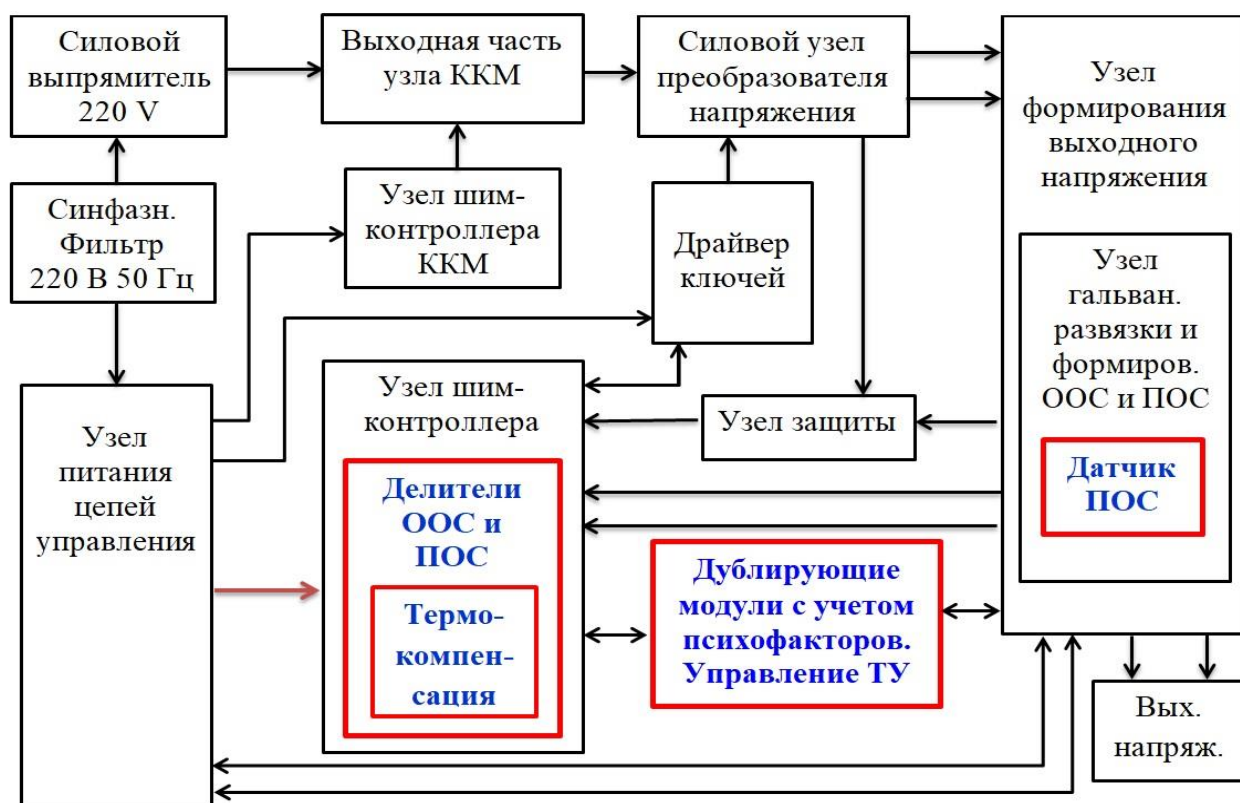 Силовой
выпрямитель
220 V
Выходная часть
узла ККМ
Силовой узел
преобразователя
напряжения
Узел
формирования
выходного
напряжения
Синфазн.
Фильтр
220 В 50 Гц
Узел шим-
контроллера
ККМ
Драйвер
ключей
Узел
гальван.
развязки и
формиров.
ООС и ПОС
Датчик
ПОС
Узел
питания
цепей
управления
Узел шим-
контроллера
Делители
ООС и
ПОС
Термо-
компен-
сация
Узел защиты
Дублирующие
модули с учетом
психофакторов.
Управление ТУ
Вых.
напряж.